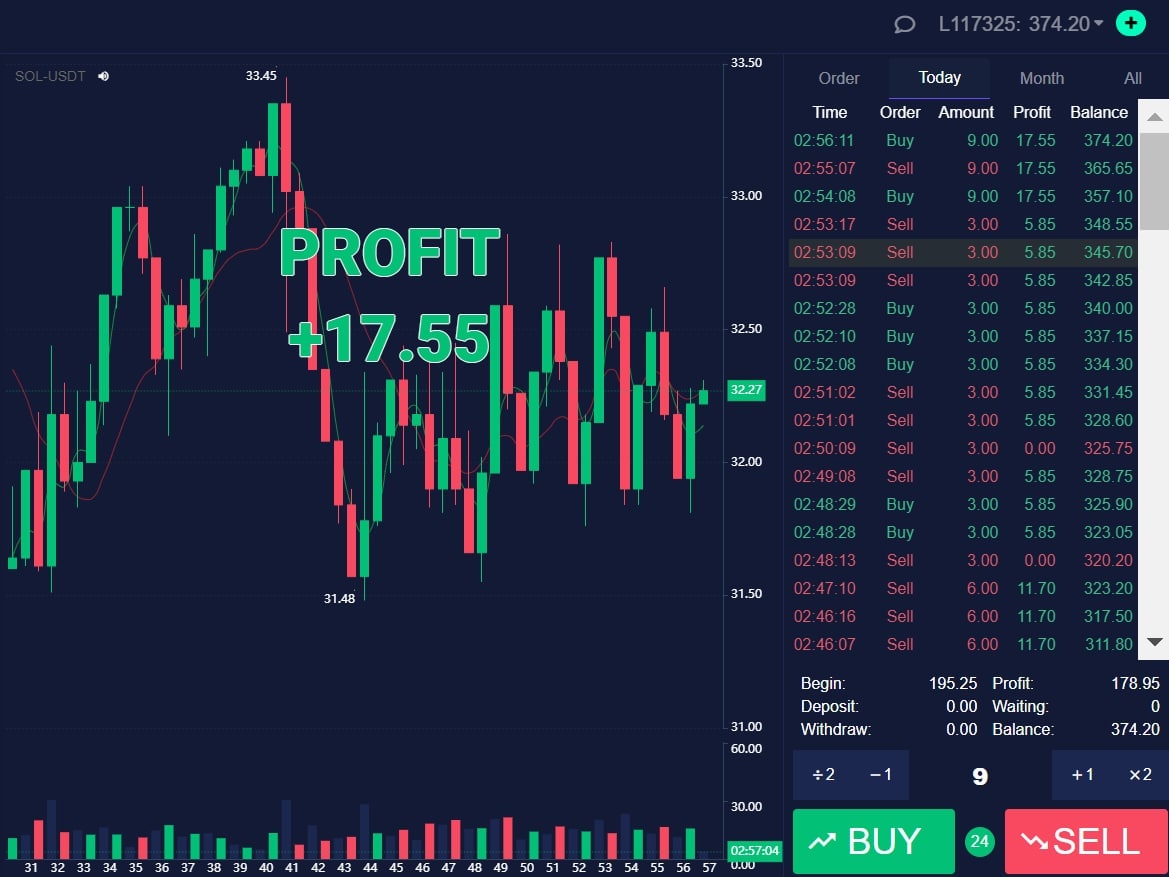 L117325: 374.20
SOL-USDT
33.45
31.48
PROFIT
+17.55
33.50
33.00
32.50
32.27
32.00
31.50
31.00
60.00
30.00
02:57:04
0.00
31 32 33 34 35 36 37 38 39 40 41 42 43 44 45 46 47 48 49 50 51 52 53 54 55 56 57
Order Today Month All
Time Order Amount Profit Balance
02:56:11 Buy 9.00 17.55 374.20
02:55:07 Sell 9.00 17.55 365.65
02:54:08 Buy 9.00 17.55 357.10
02:53:17 Sell 3.00 5.85 348.55
02:53:09 Sell 3.00 5.85 345.70
02:53:09 Sell 3.00 5.85 342.85
02:52:28 Buy 3.00 5.85 340.00
02:52:10 Buy 3.00 5.85 337.15
02:52:08 Buy 3.00 5.85 334.30
02:51:02 Sell 3.00 5.85 331.45
02:51:01 Sell 3.00 5.85 328.60
02:50:09 Sell 3.00 0.00 325.75
02:49:08 Sell 3.00 5.85 328.75
02:48:29 Buy 3.00 5.85 325.90
02:48:28 Buy 3.00 5.85 323.05
02:48:13 Sell 3.00 0.00 320.20
02:47:10 Sell 6.00 11.70 323.20
02:46:16 Sell 6.00 11.70 317.50
02:46:07 Sell 6.00 11.70 311.80
Begin: 195.25 Profit: 178.95
Deposit: 0.00 Waiting: 0
Withdraw: 0.00 Balance: 374.20
÷2 −1 9 +1 ×2
BUY 24 SELL